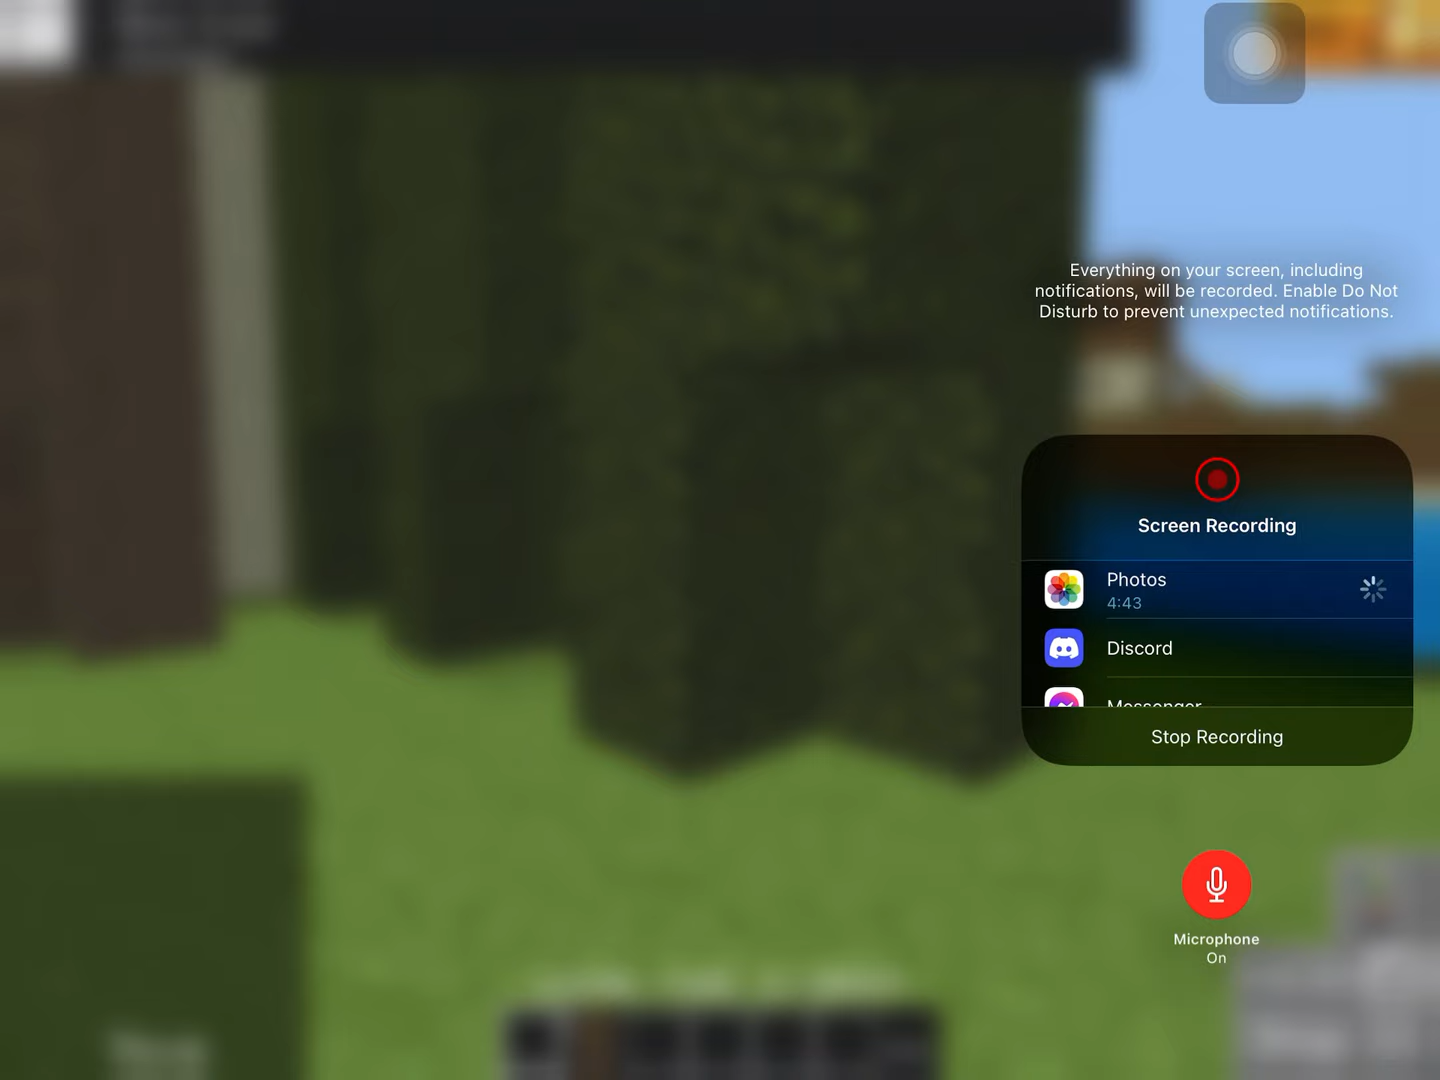 Everything on your screen, including
notifications, will be recorded. Enable Do Not
Disturb to prevent unexpected notifications.
Screen Recording
Photos
4:43
Discord
Messenger
Stop Recording
Microphone
On